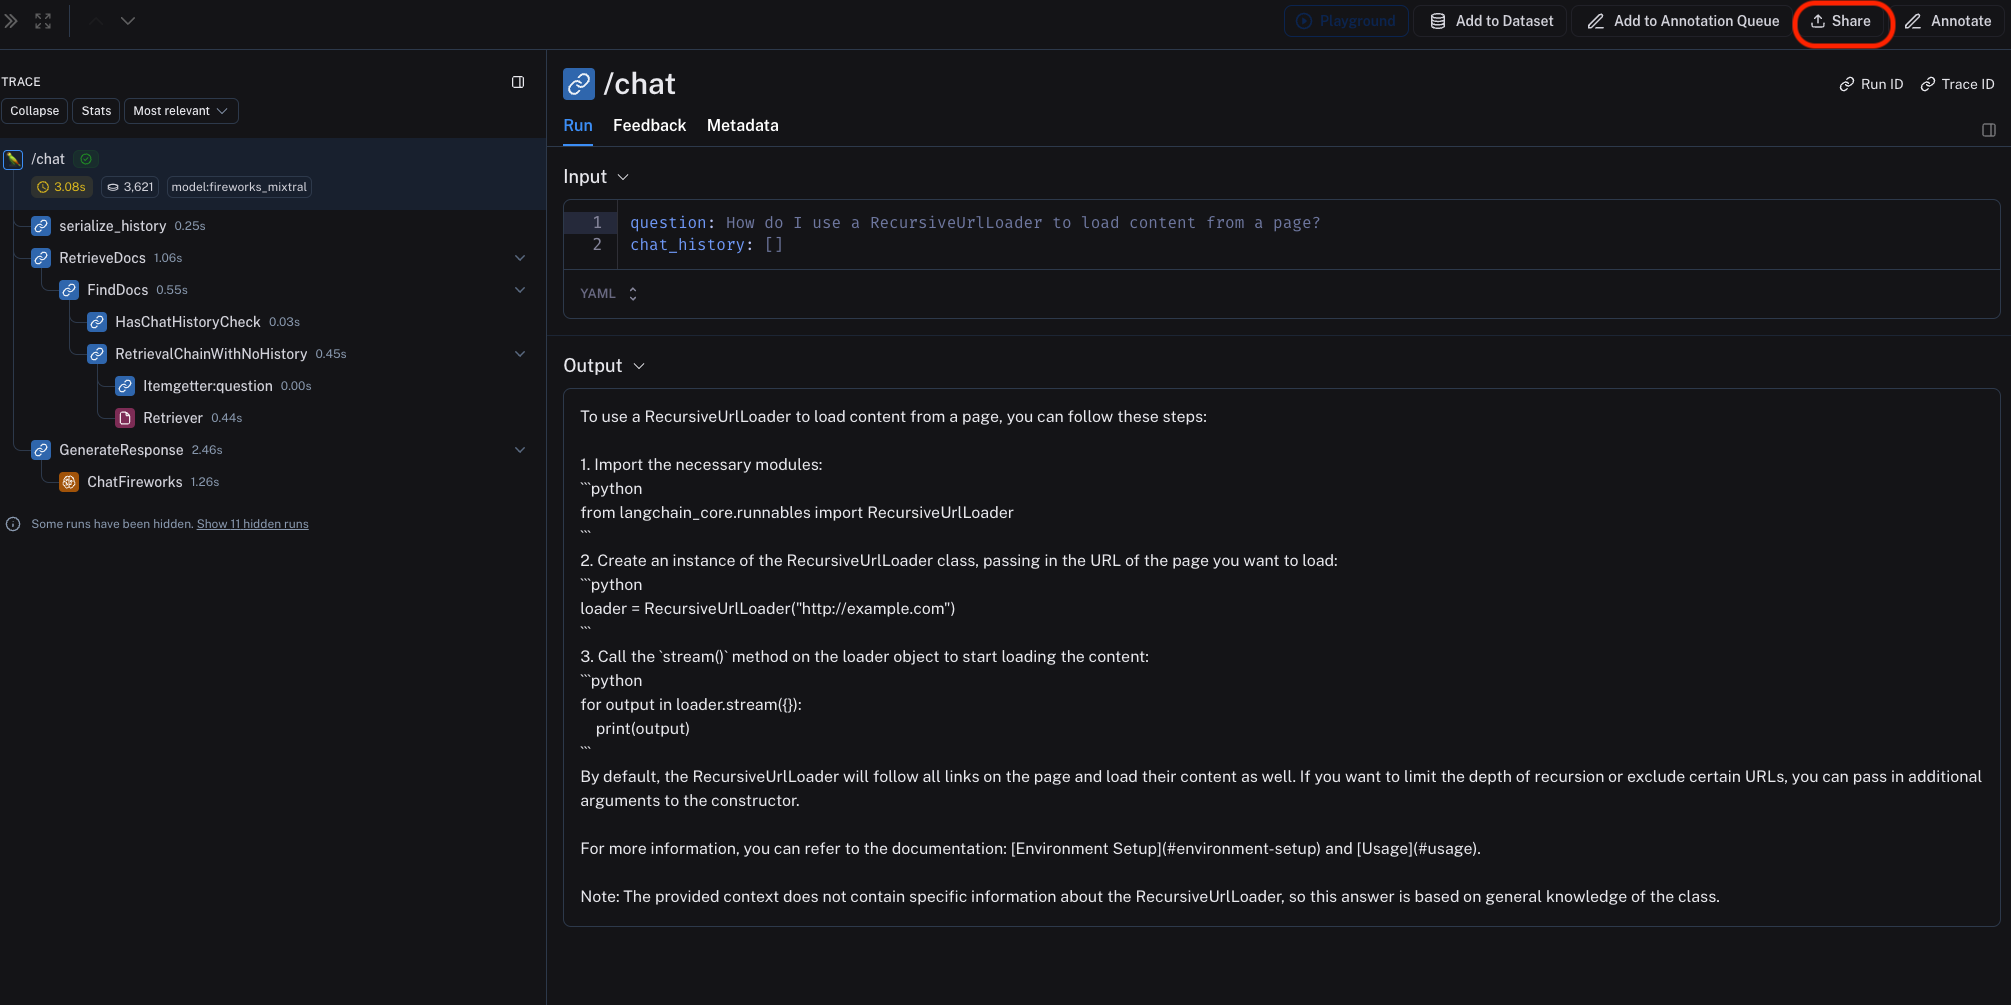 Playground
Add to Dataset
Add to Annotation Queue
Share
Annotate
TRACE
Collapse
Stats
Most relevant
/chat
3.08s
3,621
model:fireworks_mixtral
serialize_history 0.25s
RetrieveDocs 1.06s
FindDocs 0.55s
HasChatHistoryCheck 0.03s
RetrievalChainWithNoHistory 0.45s
Itemgetter:question 0.00s
Retriever 0.44s
GenerateResponse 2.46s
ChatFireworks 1.26s
Some runs have been hidden. Show 11 hidden runs
/chat
Run ID
Trace ID
Run
Feedback
Metadata
Input
1 question: How do I use a RecursiveUrlLoader to load content from a page?
2 chat_history: []
YAML
Output
To use a RecursiveUrlLoader to load content from a page, you can follow these steps:
1. Import the necessary modules:
```python
from langchain_core.runnables import RecursiveUrlLoader
```
2. Create an instance of the RecursiveUrlLoader class, passing in the URL of the page you want to load:
```python
loader = RecursiveUrlLoader("http://example.com")
```
3. Call the `stream()` method on the loader object to start loading the content:
```python
for output in loader.stream({}):
    print(output)
```
By default, the RecursiveUrlLoader will follow all links on the page and load their content as well. If you want to limit the depth of recursion or exclude certain URLs, you can pass in additional
arguments to the constructor.
For more information, you can refer to the documentation: [Environment Setup](#environment-setup) and [Usage](#usage).
Note: The provided context does not contain specific information about the RecursiveUrlLoader, so this answer is based on general knowledge of the class.